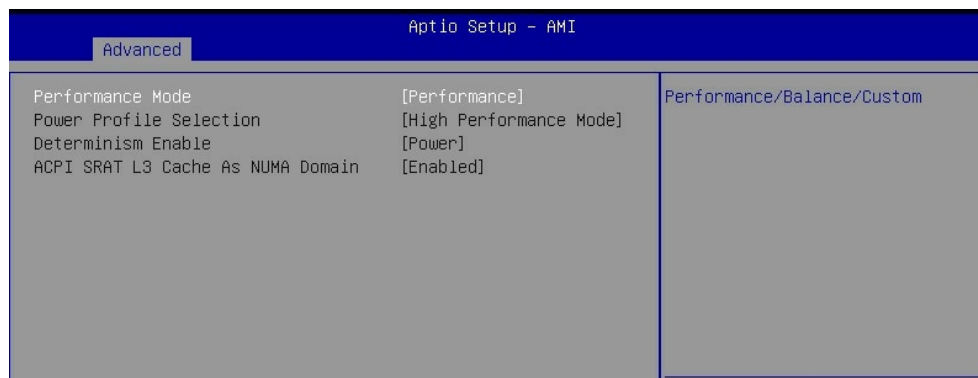 Aptio Setup - AMI
Advanced
Performance Mode [Performance]
Power Profile Selection [High Performance Mode]
Determinism Enable [Power]
ACPI SRAT L3 Cache As NUMA Domain [Enabled]
Performance/Balance/Custom